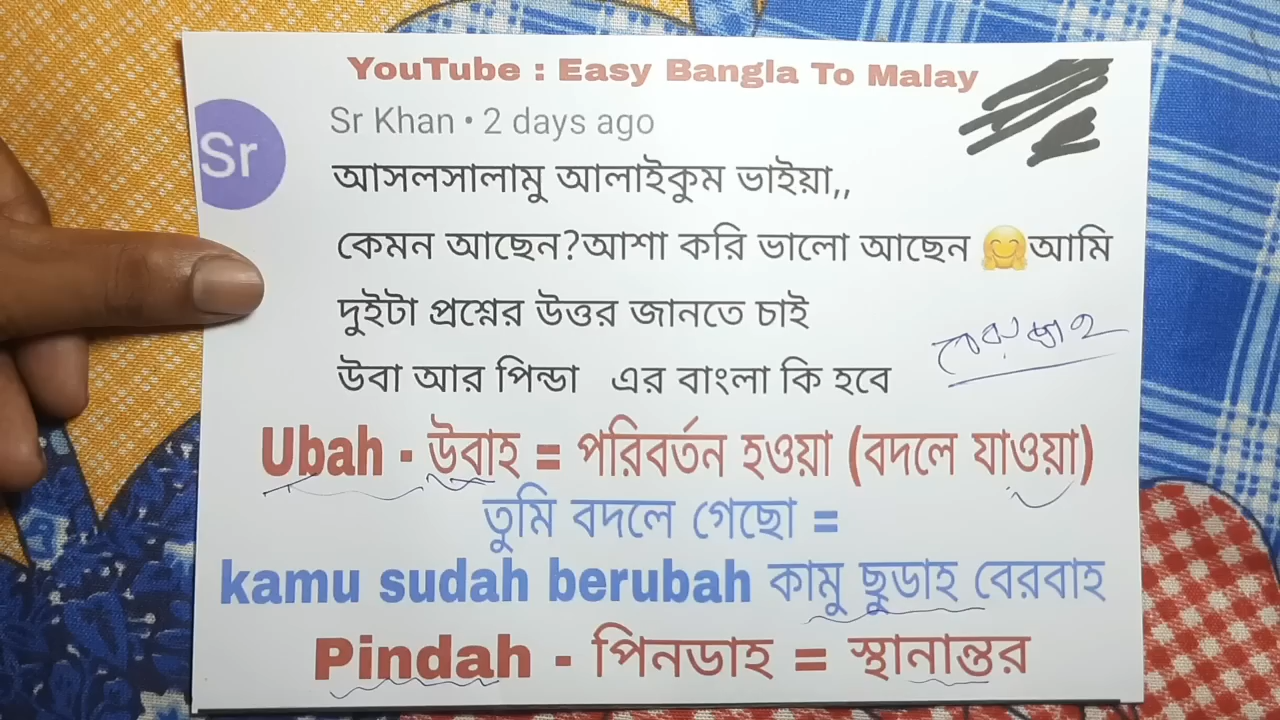 YouTube : Easy Bangla To Malay
Sr
Sr Khan • 2 days ago
আসলসালামু আলাইকুম ভাইয়া,,
কেমন আছেন?আশা করি ভালো আছেন 🤗আমি
দুইটা প্রশ্নের উত্তর জানতে চাই
উবা আর পিন্ডা এর বাংলা কি হবে
Ubah - উবাহ = পরিবর্তন হওয়া (বদলে যাওয়া)
তুমি বদলে গেছো =
kamu sudah berubah কামু ছুডাহ বেরবাহ
Pindah - পিনডাহ = স্থানান্তর